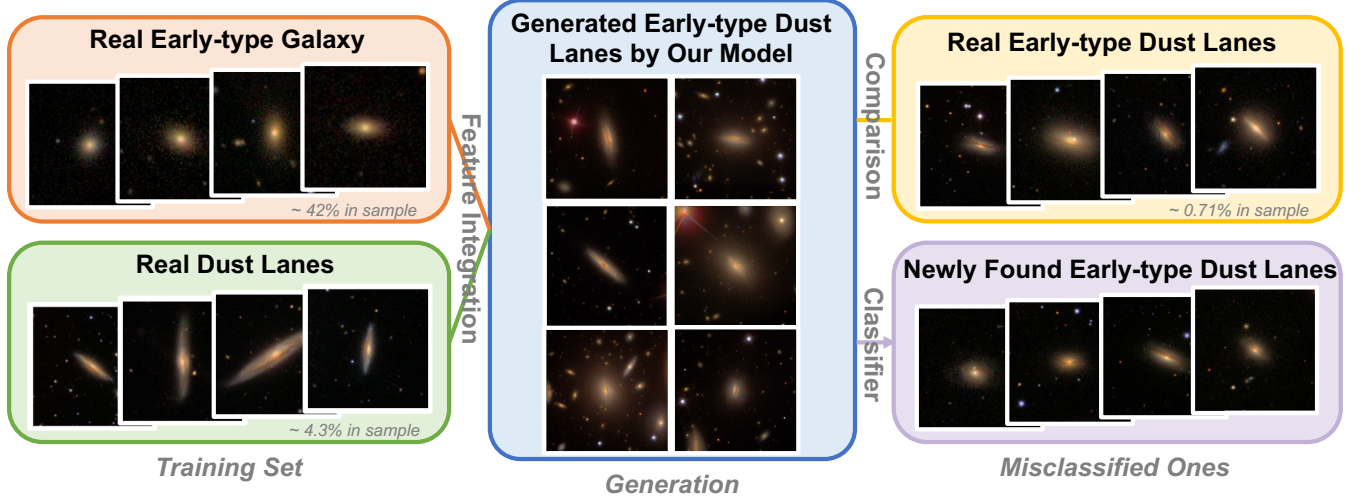 Real Early-type Galaxy
~ 42% in sample
Real Dust Lanes
~ 4.3% in sample
Training Set
Feature Integration
Generated Early-type Dust
Lanes by Our Model
Generation
Comparison
Classifier
Real Early-type Dust Lanes
~ 0.71% in sample
Newly Found Early-type Dust Lanes
Misclassified Ones